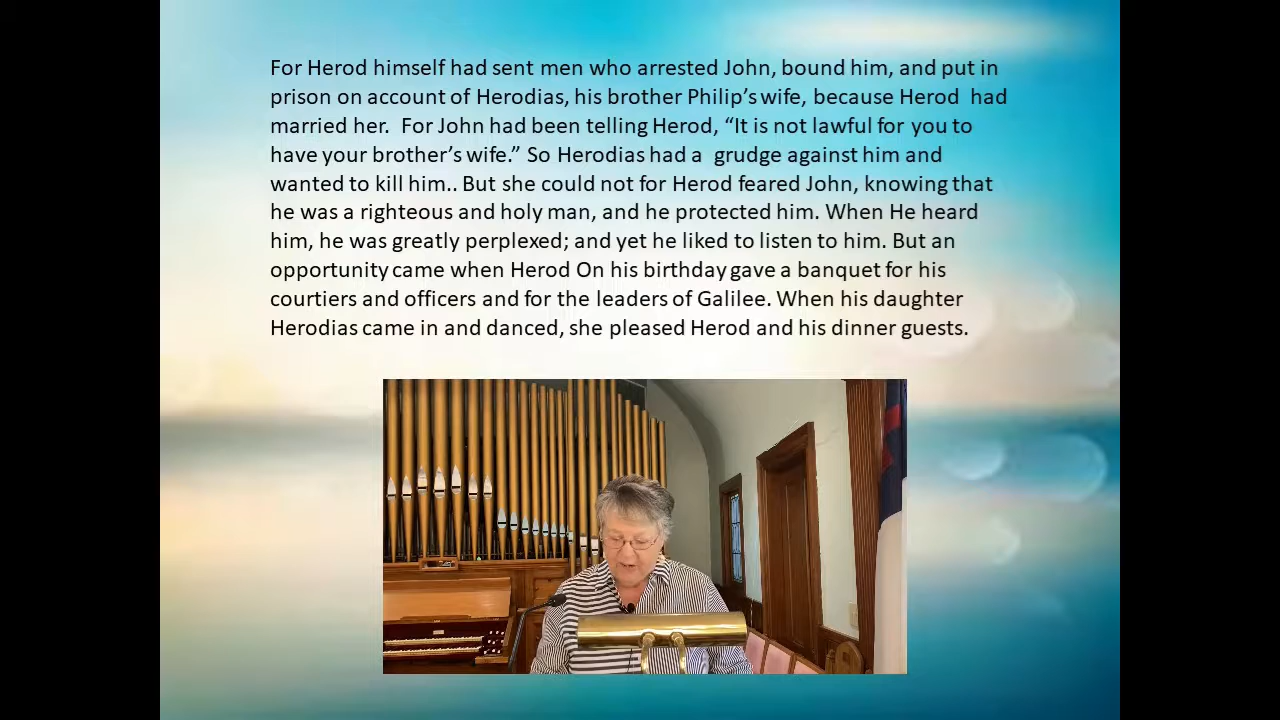 For Herod himself had sent men who arrested John, bound him, and put in
prison on account of Herodias, his brother Philip’s wife, because Herod  had
married her.  For John had been telling Herod, “It is not lawful for you to
have your brother’s wife.” So Herodias had a  grudge against him and
wanted to kill him.. But she could not for Herod feared John, knowing that
he was a righteous and holy man, and he protected him. When He heard
him, he was greatly perplexed; and yet he liked to listen to him. But an
opportunity came when Herod On his birthday gave a banquet for his
courtiers and officers and for the leaders of Galilee. When his daughter
Herodias came in and danced, she pleased Herod and his dinner guests.